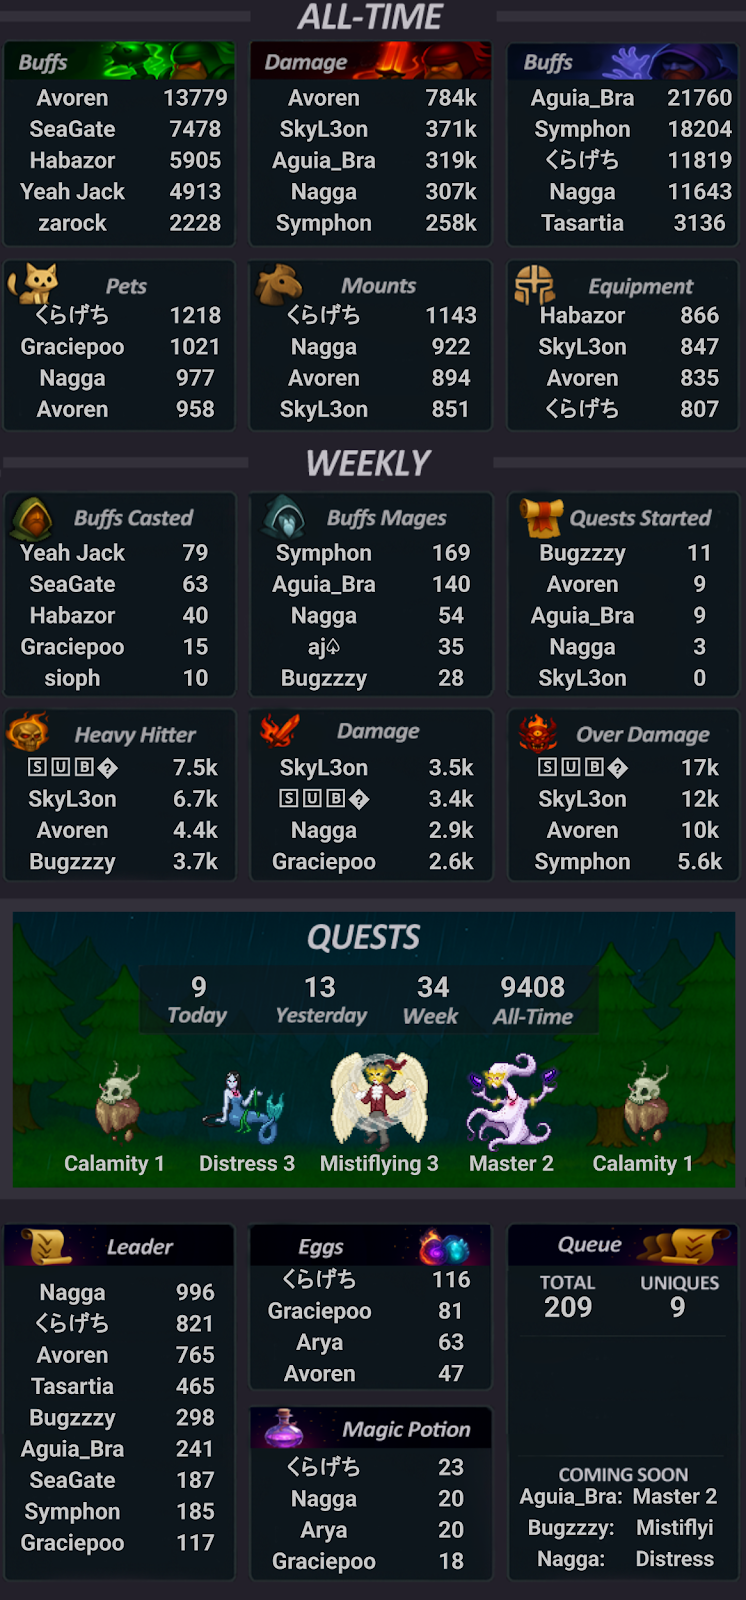 ALL-TIME
Buffs
Avoren 13779
SeaGate 7478
Habazor 5905
Yeah Jack 4913
zarock 2228
Damage
Avoren 784k
SkyL3on 371k
Aguia_Bra 319k
Nagga 307k
Symphon 258k
Buffs
Aguia_Bra 21760
Symphon 18204
くらげち 11819
Nagga 11643
Tasartia 3136
Pets
くらげち 1218
Graciepoo 1021
Nagga 977
Avoren 958
Mounts
くらげち 1143
Nagga 922
Avoren 894
SkyL3on 851
Equipment
Habazor 866
SkyL3on 847
Avoren 835
くらげち 807
WEEKLY
Buffs Casted
Yeah Jack 79
SeaGate 63
Habazor 40
Graciepoo 15
sioph 10
Buffs Mages
Symphon 169
Aguia_Bra 140
Nagga 54
aj♤ 35
Bugzzzy 28
Quests Started
Bugzzzy 11
Avoren 9
Aguia_Bra 9
Nagga 3
SkyL3on 0
Heavy Hitter
🅂🅄🄱� 7.5k
SkyL3on 6.7k
Avoren 4.4k
Bugzzzy 3.7k
Damage
SkyL3on 3.5k
🅂🅄🄱� 3.4k
Nagga 2.9k
Graciepoo 2.6k
Over Damage
🅂🅄🄱� 17k
SkyL3on 12k
Avoren 10k
Symphon 5.6k
QUESTS
9 13 34 9408
Today Yesterday Week All-Time
Calamity 1 Distress 3 Mistiflying 3 Master 2 Calamity 1
Leader
Nagga 996
くらげち 821
Avoren 765
Tasartia 465
Bugzzzy 298
Aguia_Bra 241
SeaGate 187
Symphon 185
Graciepoo 117
Eggs
くらげち 116
Graciepoo 81
Arya 63
Avoren 47
Magic Potion
くらげち 23
Nagga 20
Arya 20
Graciepoo 18
Queue
TOTAL UNIQUES
209 9
COMING SOON
Aguia_Bra: Master 2
Bugzzzy: Mistiflyi
Nagga: Distress